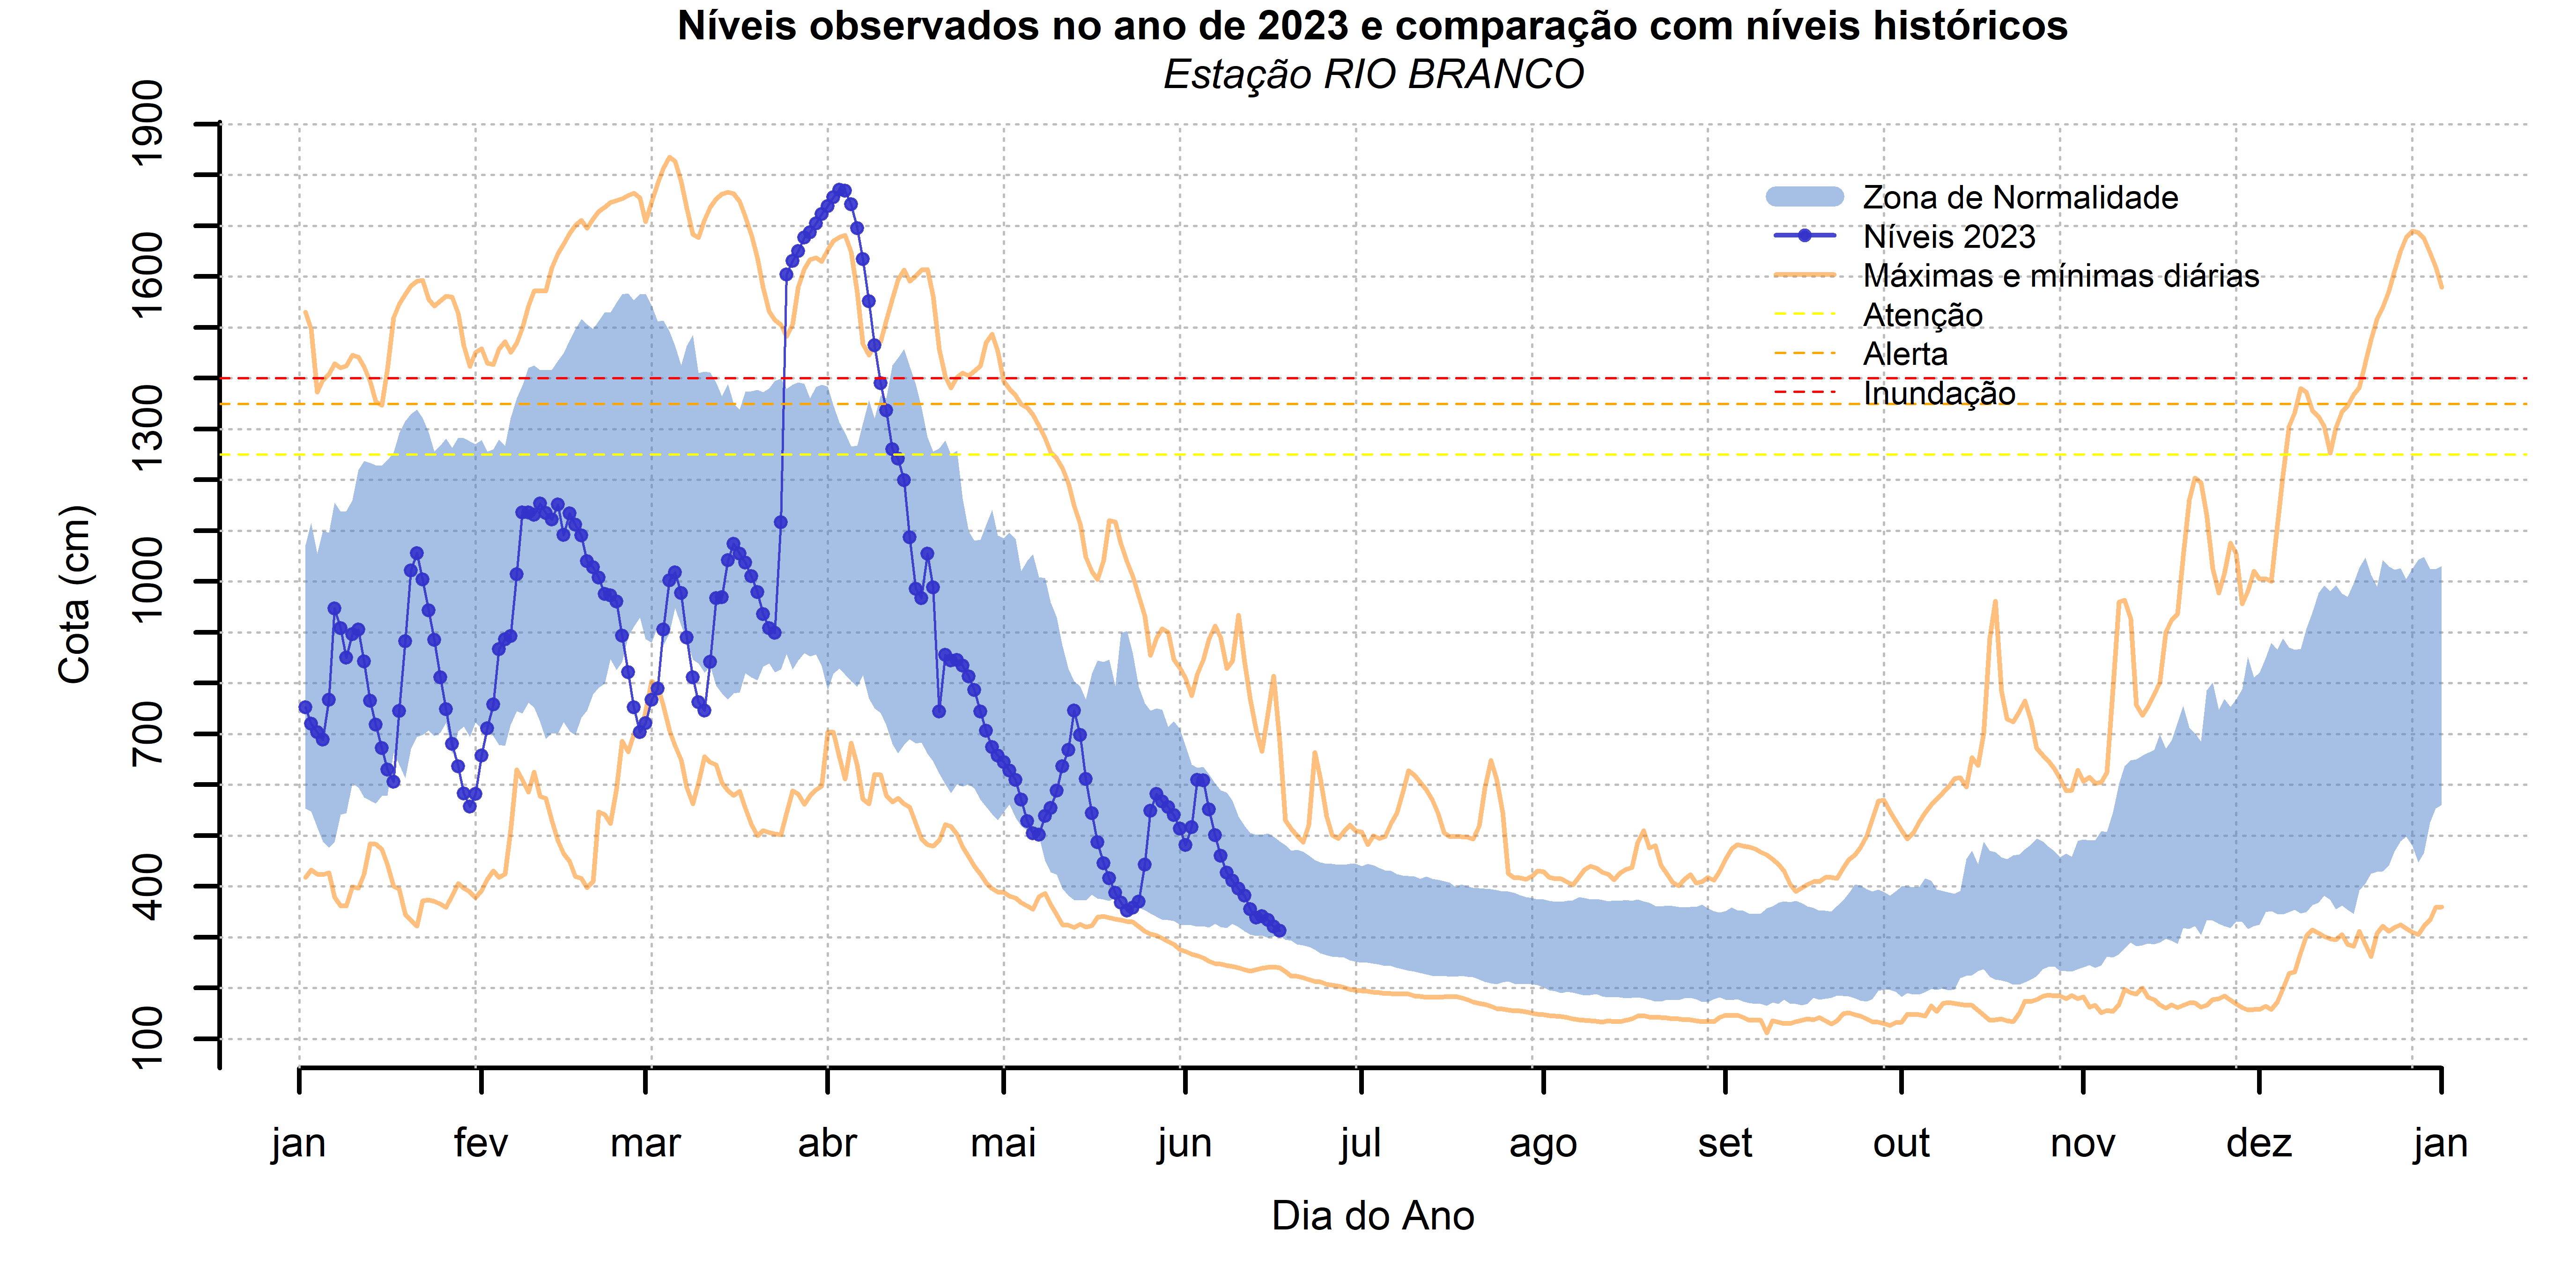 Níveis observados no ano de 2023 e comparação com níveis históricos
Estação RIO BRANCO
1900
1600
1300
1000
700
400
100
Cota (cm)
Zona de Normalidade
Níveis 2023
Máximas e mínimas diárias
Atenção
Alerta
Inundação
jan fev mar abr mai jun jul ago set out nov dez jan
Dia do Ano